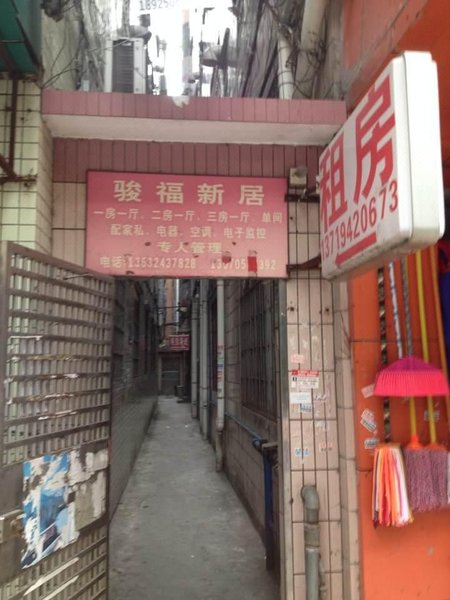 骏福新居
一房一厅、二房一厅、三房一厅、单间
配家私、电器、空调、电子监控
专人管理
电话:13532437828
租房
13719420673